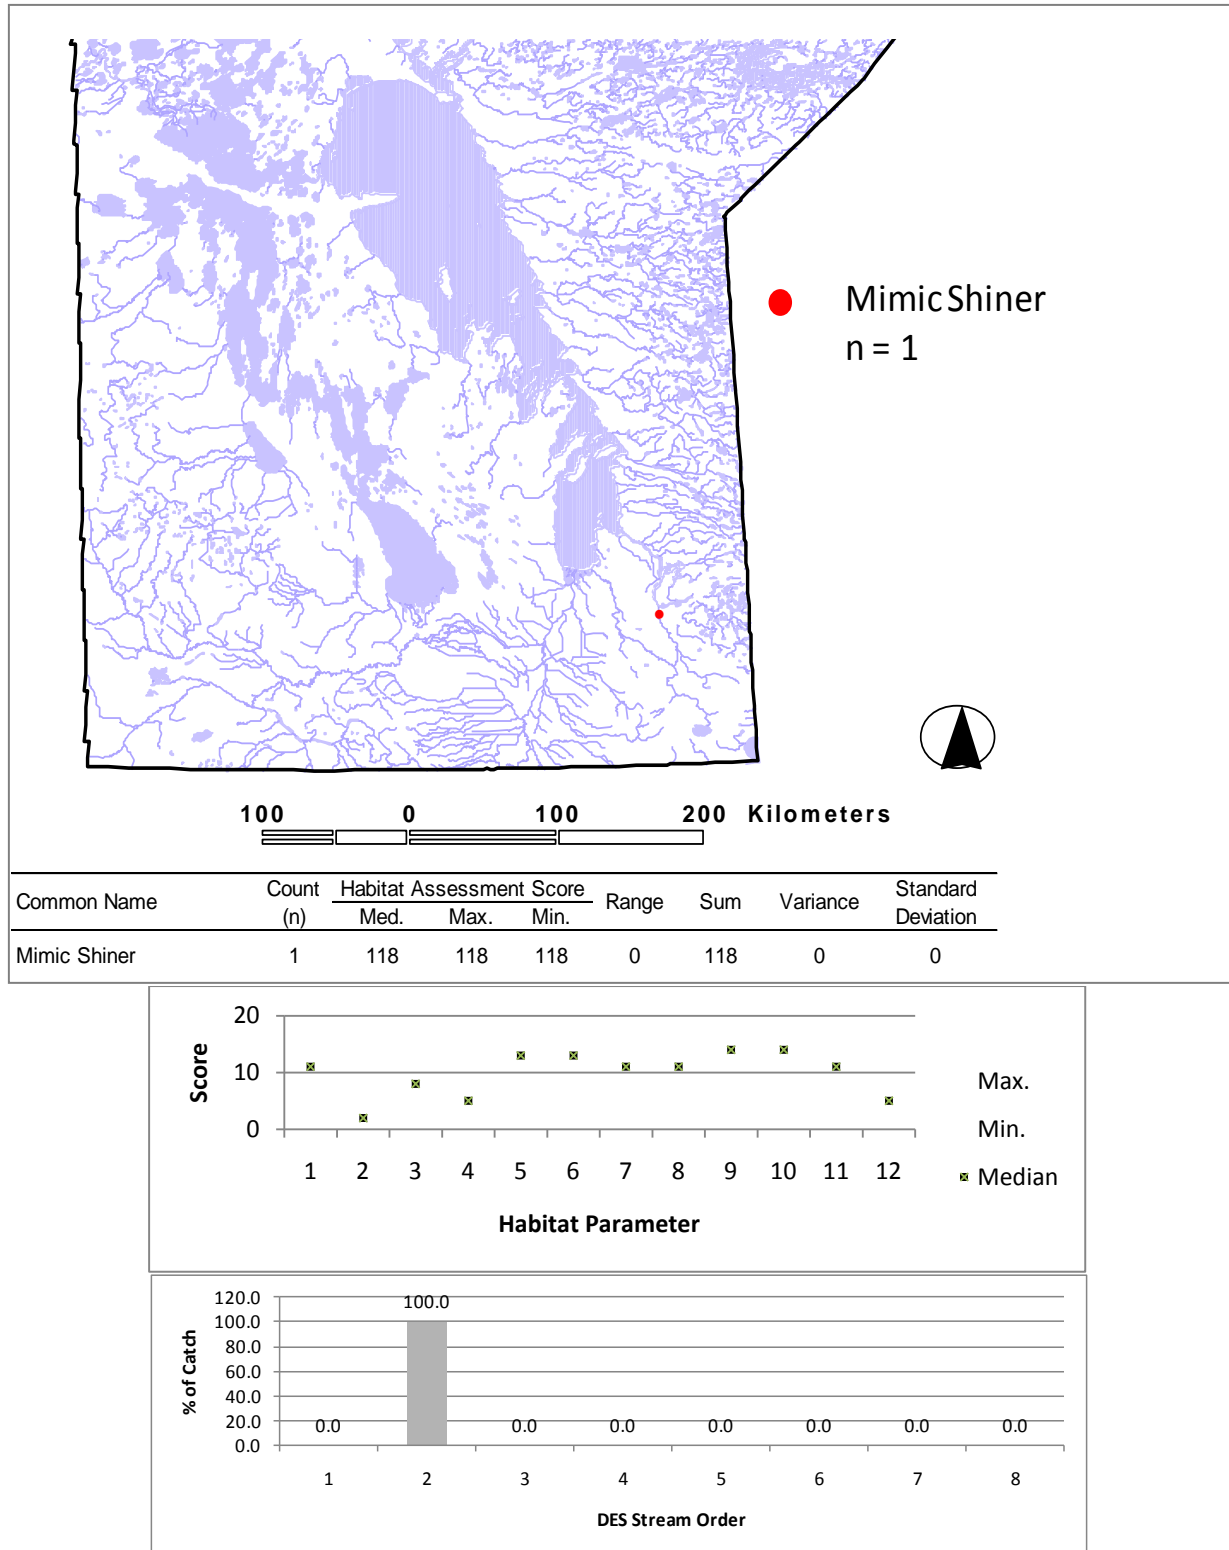 Mimic Shiner
n = 1
100 0 100 200 Kilometers
Common Name Count (n) Habitat Assessment Score Med. Max. Min. Range Sum Variance Standard Deviation
Mimic Shiner 1 118 118 118 0 118 0 0
20
10
0
Score
1 2 3 4 5 6 7 8 9 10 11 12
Habitat Parameter
Max.
Min.
Median
120.0
100.0
80.0
60.0
40.0
20.0
0.0
% of Catch
0.0 100.0 0.0 0.0 0.0 0.0 0.0 0.0
1 2 3 4 5 6 7 8
DES Stream Order